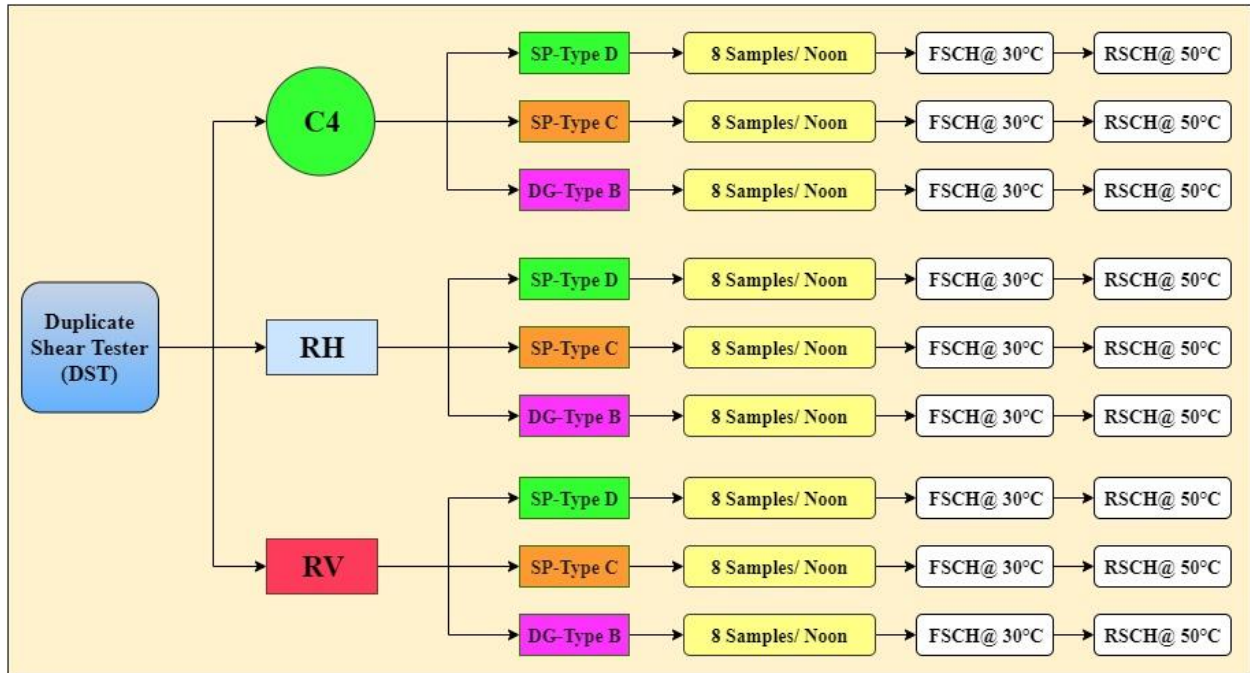 SP-Type D
8 Samples/ Noon
FSCH@ 30°C
RSCH@ 50°C
C4
SP-Type C
8 Samples/ Noon
FSCH@ 30°C
RSCH@ 50°C
DG-Type B
8 Samples/ Noon
FSCH@ 30°C
RSCH@ 50°C
Duplicate
Shear Tester
(DST)
SP-Type D
8 Samples/ Noon
FSCH@ 30°C
RSCH@ 50°C
RH
SP-Type C
8 Samples/ Noon
FSCH@ 30°C
RSCH@ 50°C
DG-Type B
8 Samples/ Noon
FSCH@ 30°C
RSCH@ 50°C
SP-Type D
8 Samples/ Noon
FSCH@ 30°C
RSCH@ 50°C
RV
SP-Type C
8 Samples/ Noon
FSCH@ 30°C
RSCH@ 50°C
DG-Type B
8 Samples/ Noon
FSCH@ 30°C
RSCH@ 50°C